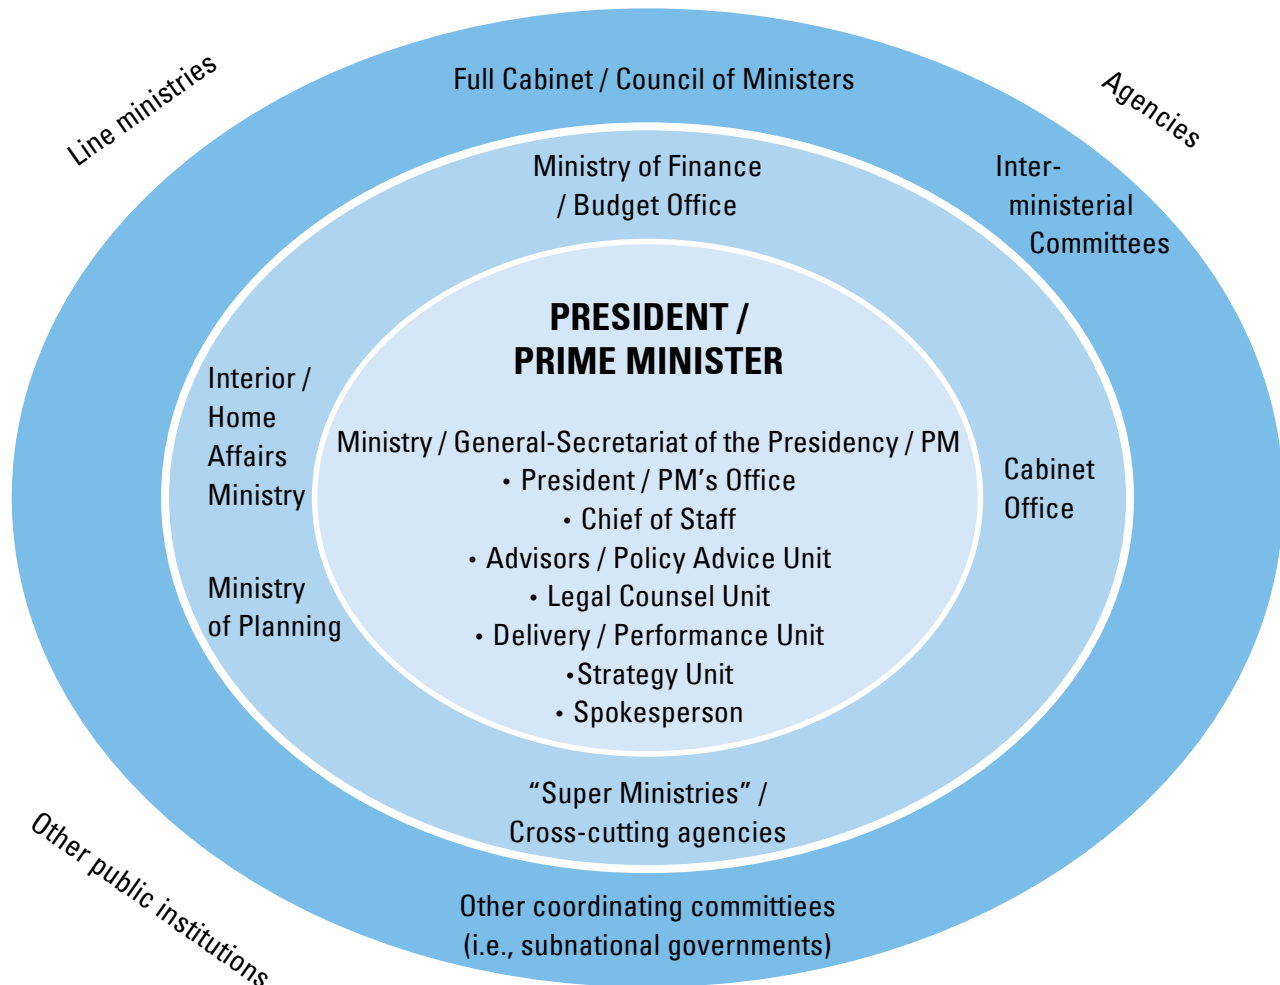 Line ministries
Agencies
Full Cabinet / Council of Ministers
Ministry of Finance
/ Budget Office
Inter-
ministerial
Committees
PRESIDENT /
PRIME MINISTER
Interior /
Home
Affairs
Ministry
Ministry
of Planning
Ministry / General-Secretariat of the Presidency / PM
• President / PM’s Office
• Chief of Staff
• Advisors / Policy Advice Unit
• Legal Counsel Unit
• Delivery / Performance Unit
•Strategy Unit
• Spokesperson
Cabinet
Office
“Super Ministries” /
Cross-cutting agencies
Other coordinating committiees
(i.e., subnational governments)
Other public institutions